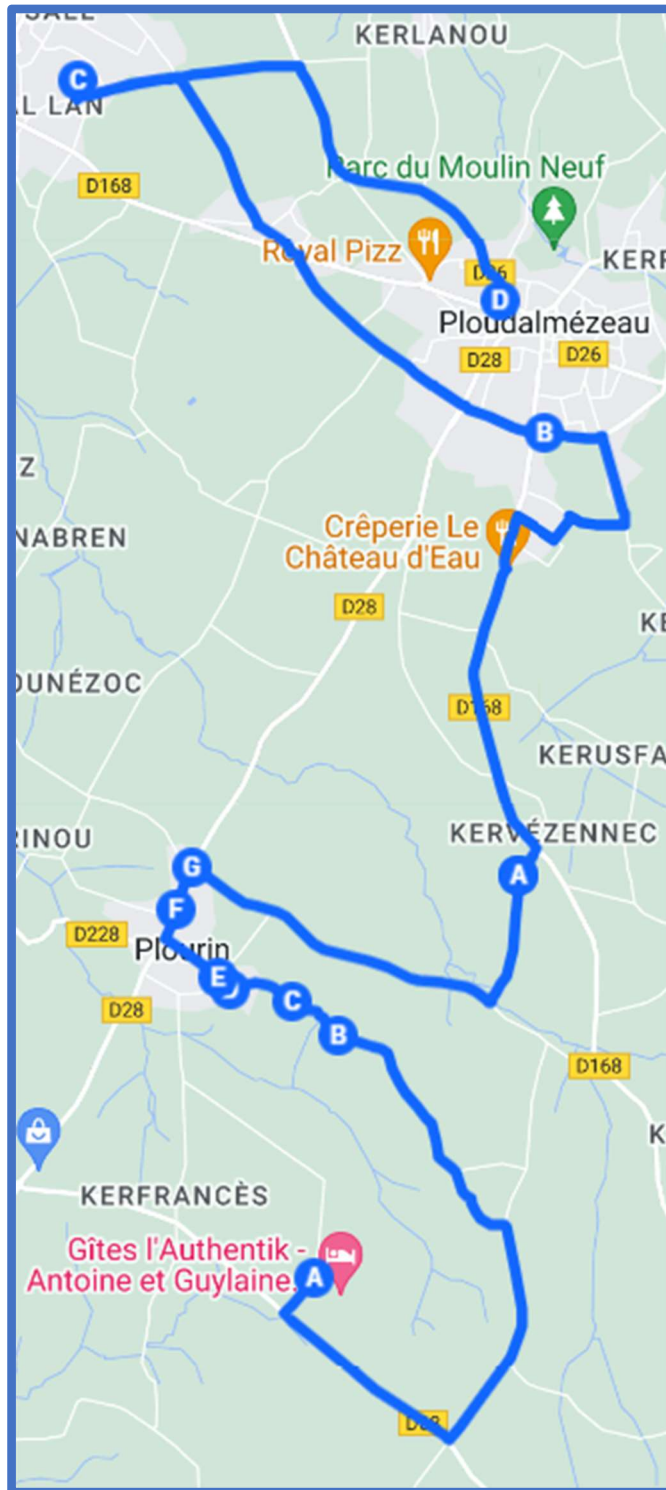 KERLANOU
C
AL LAN
D168
Parc du Moulin Neuf
Royal Pizz
D26
D
Ploudalmézeau
D28
D26
B
Crêperie Le
Château d'Eau
NABREN
D28
OUNÉZOC
D168
KERUSFA
RINOU
KERVÉZENNEC
G
A
F
D228
Plourin
E
C
D28
B
D168
KERFRANCÈS
Gîtes l'Authentik -
Antoine et Guylaine.
A